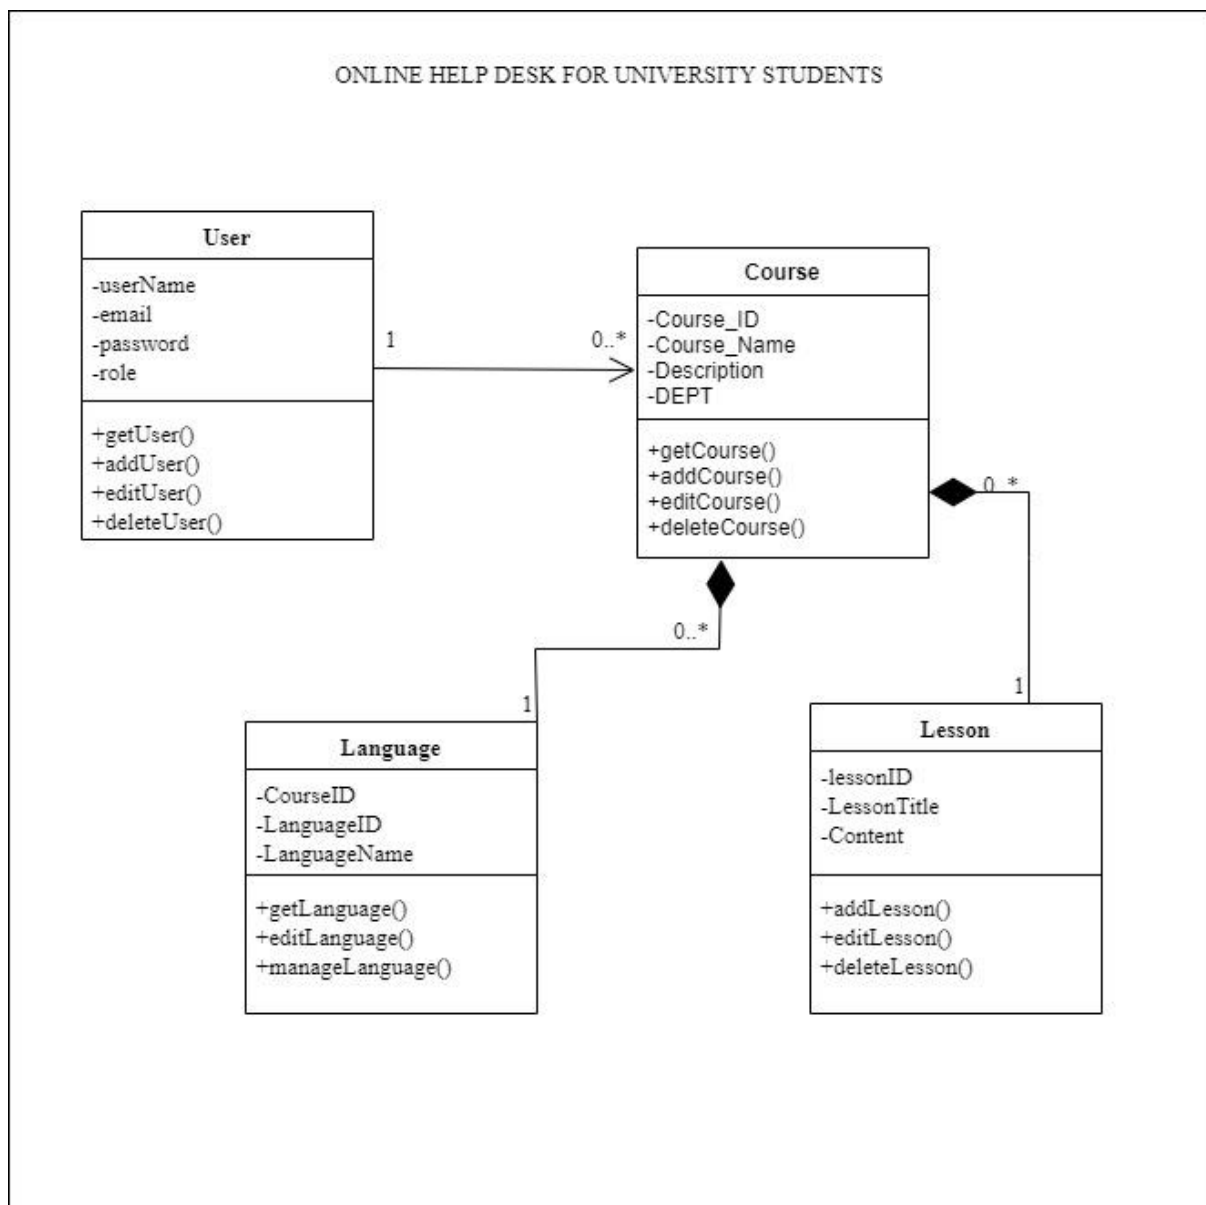 ONLINE HELP DESK FOR UNIVERSITY STUDENTS
User
-userName
-email
-password
-role
+getUser()
+addUser()
+editUser()
+deleteUser()
1
0..*
Course
-Course_ID
-Course_Name
-Description
-DEPT
+getCourse()
+addCourse()
+editCourse()
+deleteCourse()
0..*
0..*
1
1
Language
-CourseID
-LanguageID
-LanguageName
+getLanguage()
+editLanguage()
+manageLanguage()
Lesson
-lessonID
-LessonTitle
-Content
+addLesson()
+editLesson()
+deleteLesson()